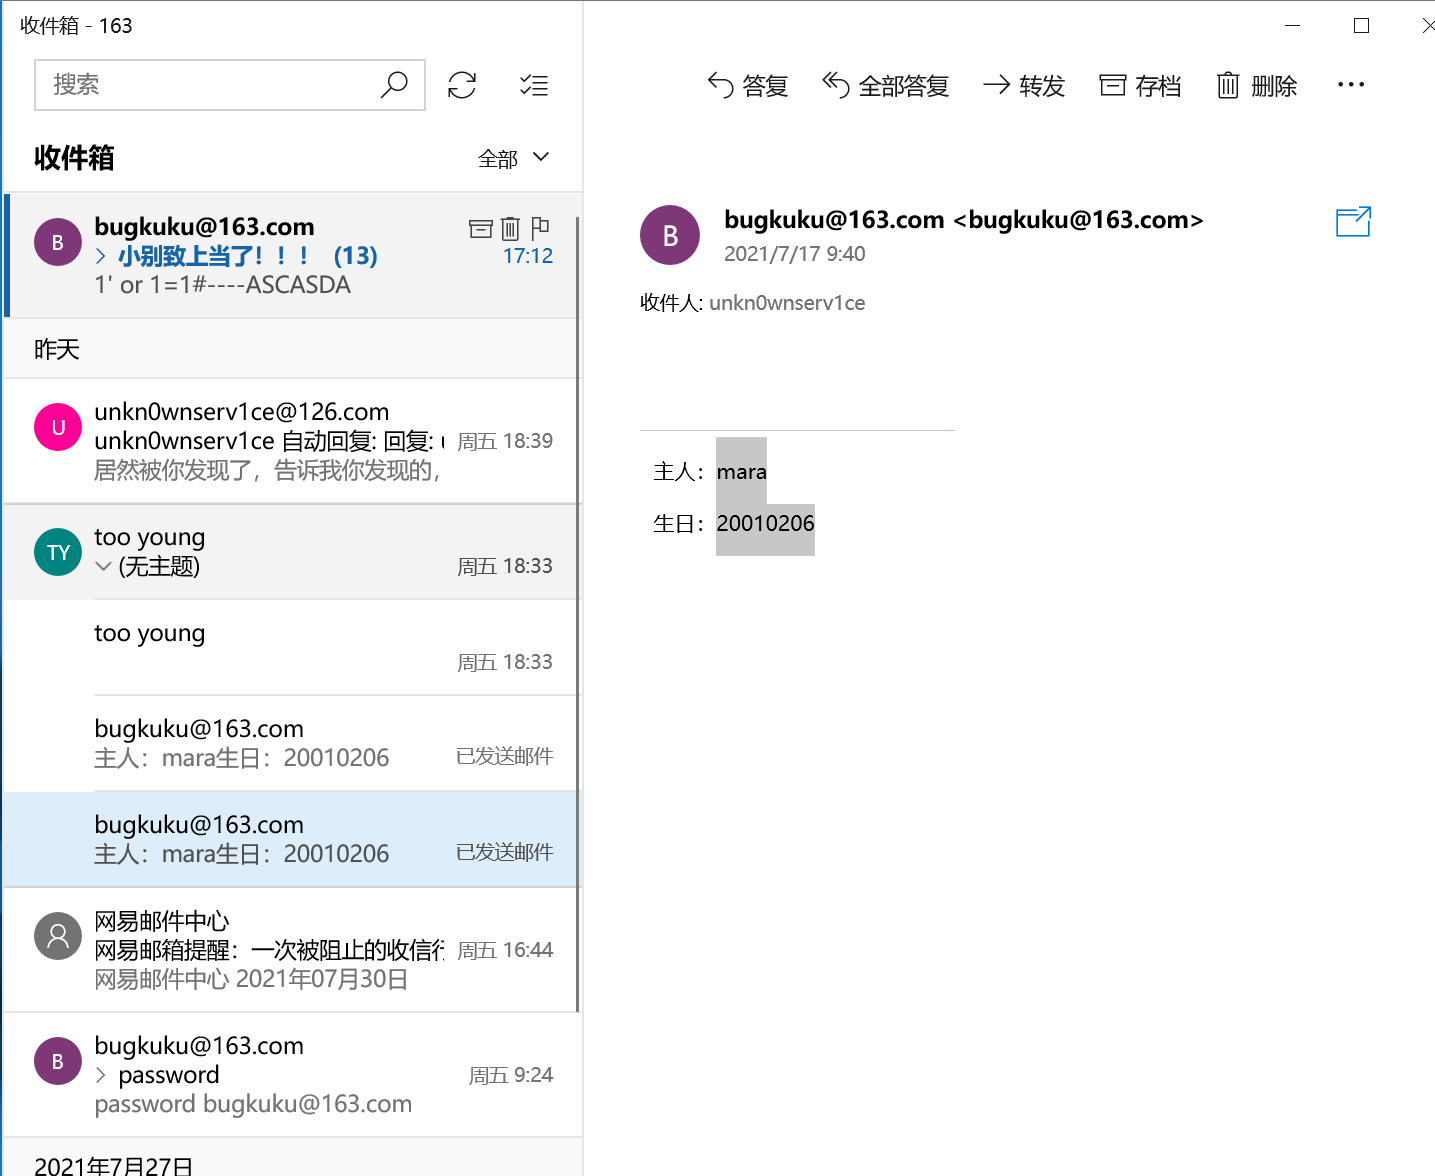 收件箱 - 163
搜索
收件箱
全部
B
bugkuku@163.com
小别致上当了！！！ (13)
17:12
1' or 1=1#----ASCASDA
昨天
U
unkn0wnserv1ce@126.com
unkn0wnserv1ce 自动回复: 回复:
周五 18:39
居然被你发现了，告诉我你发现的，
TY
too young
(无主题)
周五 18:33
too young
周五 18:33
bugkuku@163.com
主人：mara生日：20010206
已发送邮件
bugkuku@163.com
主人：mara生日：20010206
已发送邮件
网易邮件中心
网易邮箱提醒：一次被阻止的收信行
周五 16:44
网易邮件中心 2021年07月30日
B
bugkuku@163.com
password
周五 9:24
password bugkuku@163.com
2021年7月27日
答复
全部答复
转发
存档
删除
B
bugkuku@163.com <bugkuku@163.com>
2021/7/17 9:40
收件人: unkn0wnserv1ce
主人：mara
生日：20010206